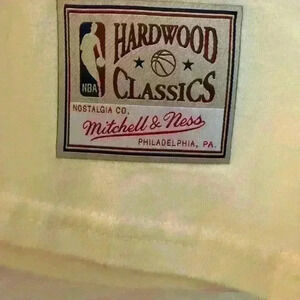 HARDWOOD
NBA
CLASSICS
NOSTALGIA CO.
Mitchell & Ness
PHILADELPHIA, PA.